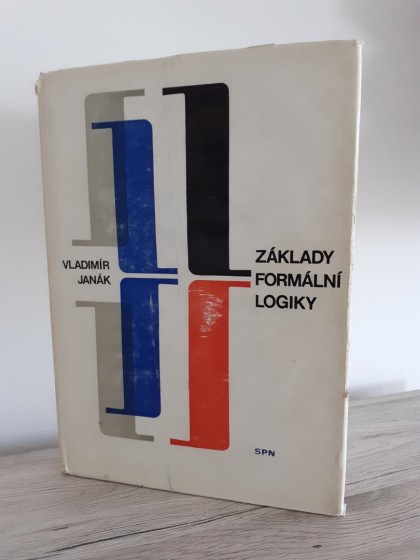 VLADIMÍR
JANÁK
ZÁKLADY
FORMÁLNÍ
LOGIKY
SPN